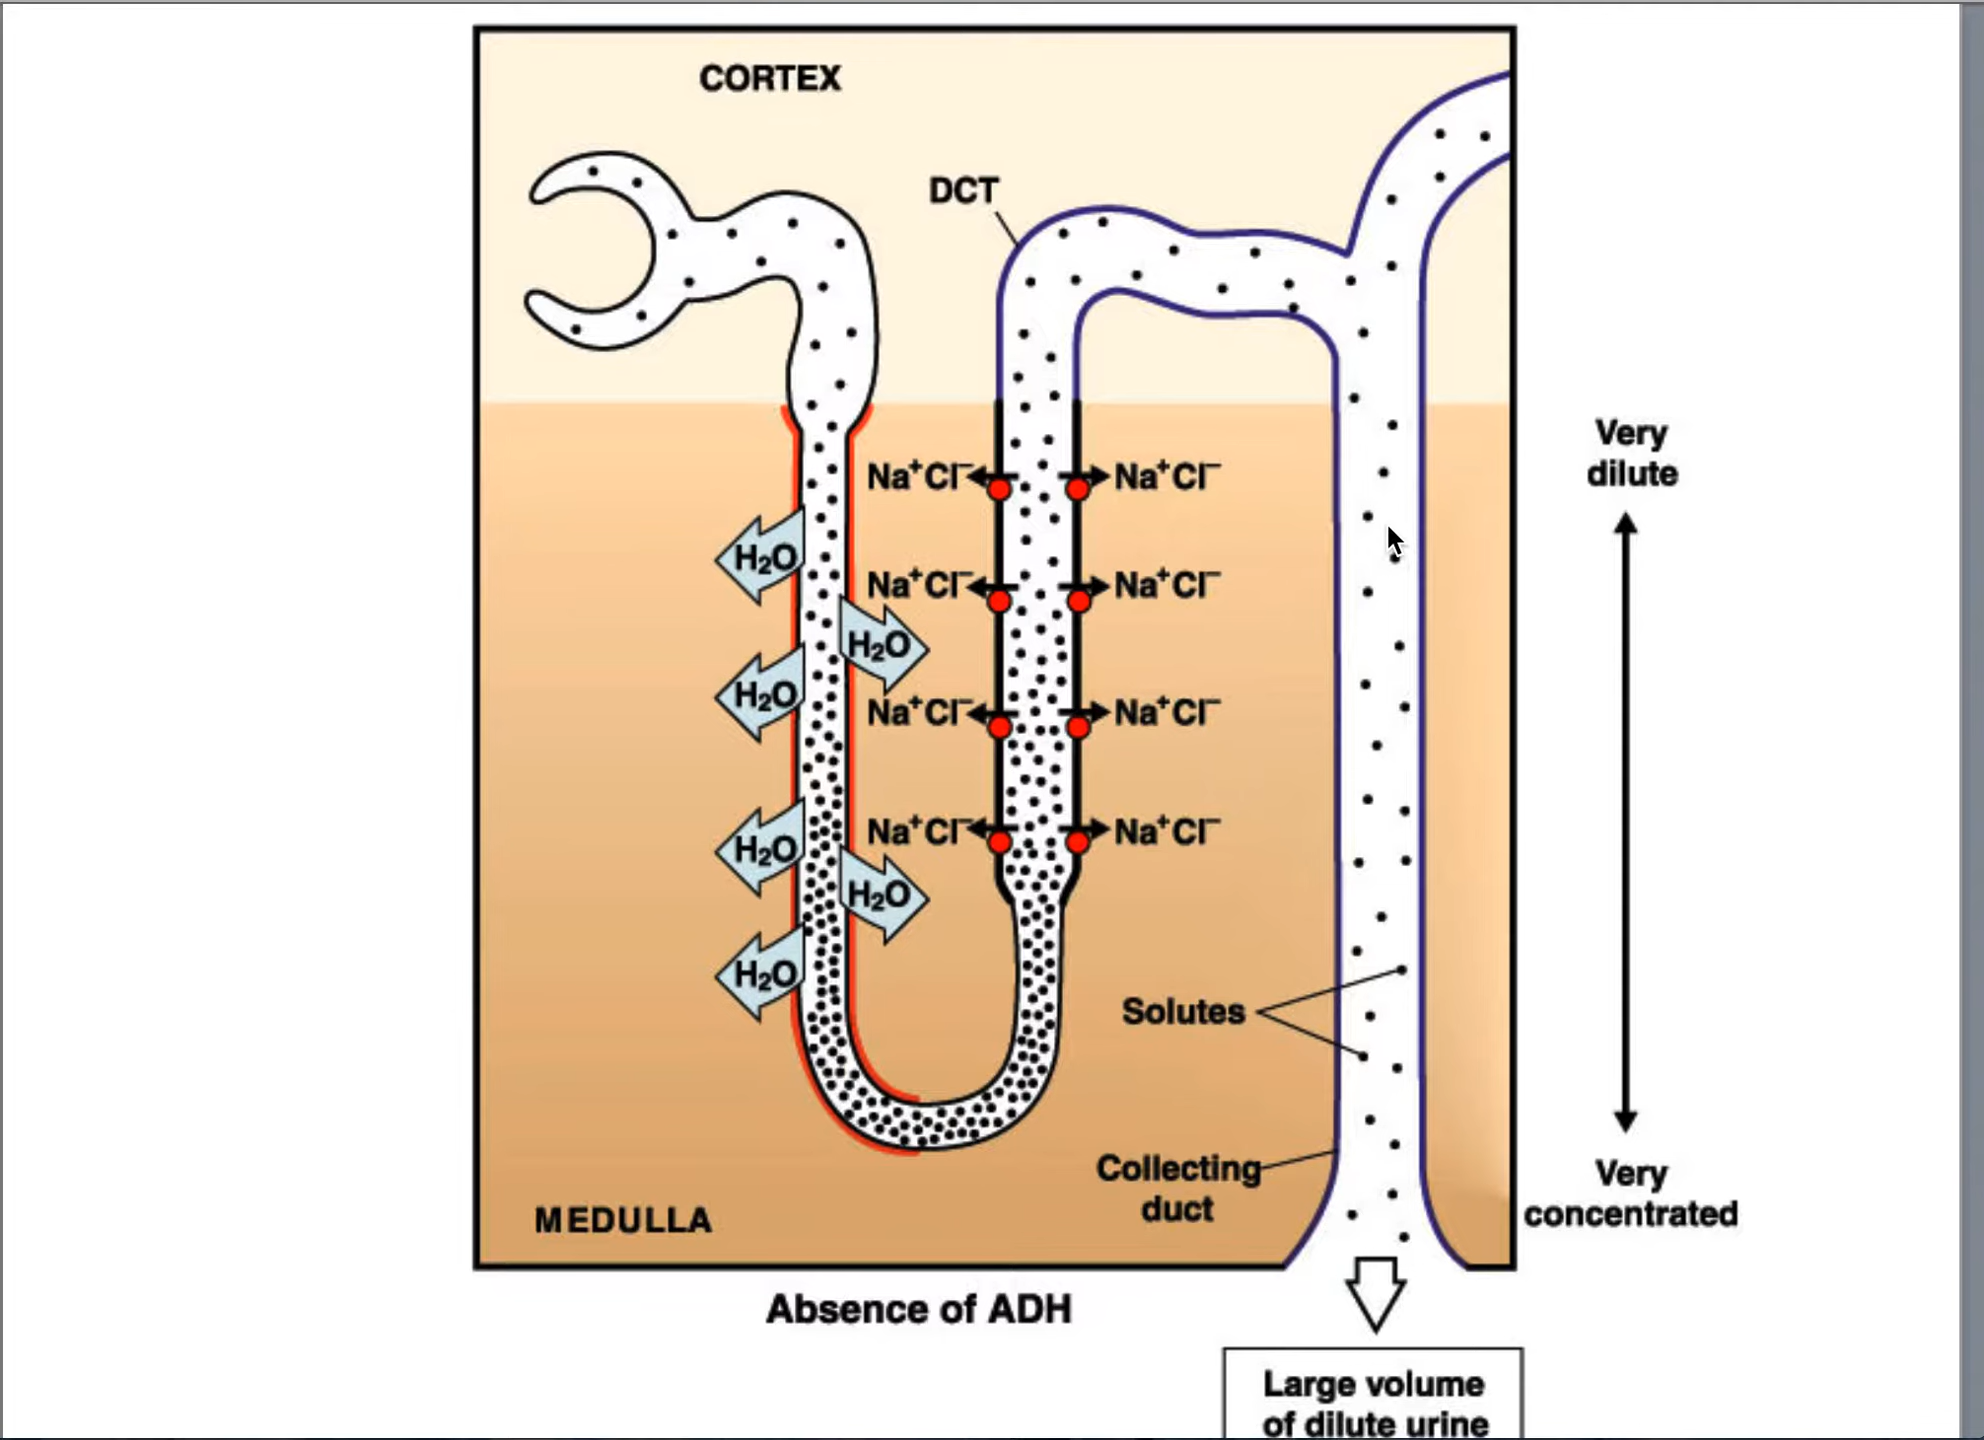 CORTEX
DCT
Very
dilute
Na⁺Cl⁻
Na⁺Cl⁻
H₂O
Na⁺Cl⁻
Na⁺Cl⁻
H₂O
H₂O
Na⁺Cl⁻
Na⁺Cl⁻
Na⁺Cl⁻
Na⁺Cl⁻
H₂O
H₂O
H₂O
Solutes
Collecting
duct
Very
concentrated
MEDULLA
Absence of ADH
Large volume
of dilute urine